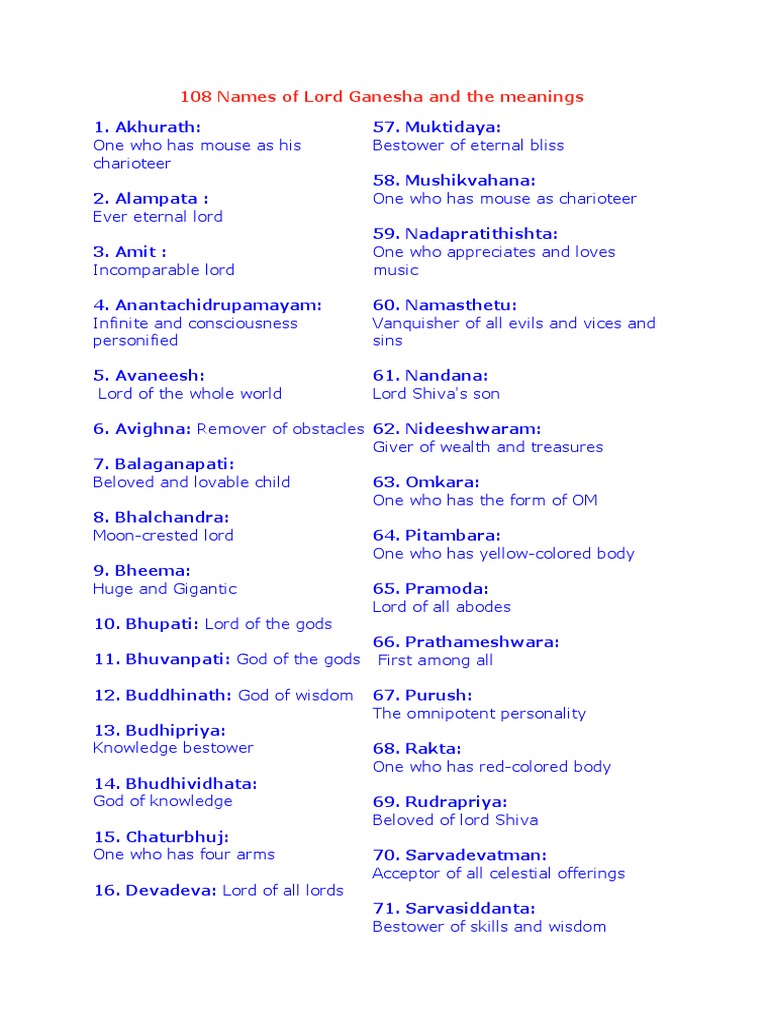 108 Names of Lord Ganesha and the meanings
1. Akhurath:
One who has mouse as his
charioteer
2. Alampata :
Ever eternal lord
3. Amit :
Incomparable lord
4. Anantachidrupamayam:
Infinite and consciousness
personified
5. Avaneesh:
Lord of the whole world
6. Avighna: Remover of obstacles
7. Balaganapati:
Beloved and lovable child
8. Bhalchandra:
Moon-crested lord
9. Bheema:
Huge and Gigantic
10. Bhupati: Lord of the gods
11. Bhuvanpati: God of the gods
12. Buddhinath: God of wisdom
13. Budhipriya:
Knowledge bestower
14. Bhudhividhata:
God of knowledge
15. Chaturbhuj:
One who has four arms
16. Devadeva: Lord of all lords
57. Muktidaya:
Bestower of eternal bliss
58. Mushikvahana:
One who has mouse as charioteer
59. Nadapratithishta:
One who appreciates and loves
music
60. Namasthetu:
Vanquisher of all evils and vices and
sins
61. Nandana:
Lord Shiva's son
62. Nideeshwaram:
Giver of wealth and treasures
63. Omkara:
One who has the form of OM
64. Pitambara:
One who has yellow-colored body
65. Pramoda:
Lord of all abodes
66. Prathameshwara:
First among all
67. Purush:
The omnipotent personality
68. Rakta:
One who has red-colored body
69. Rudrapriya:
Beloved of lord Shiva
70. Sarvadevatman:
Acceptor of all celestial offerings
71. Sarvasiddanta:
Bestower of skills and wisdom